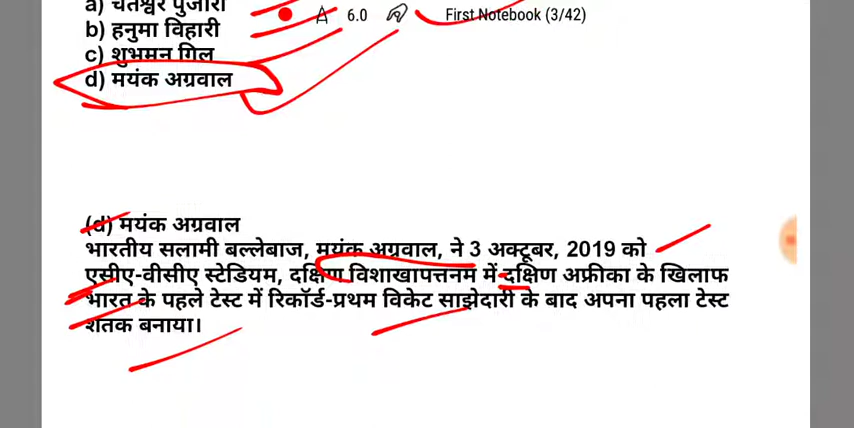 a) चेतेश्वर पुजारा
6.0 First Notebook (3/42)
b) हनुमा विहारी
c) शुभमन गिल
d) मयंक अग्रवाल
(d) मयंक अग्रवाल
भारतीय सलामी बल्लेबाज, मयंक अग्रवाल, ने 3 अक्टूबर, 2019 को
एसीए-वीसीए स्टेडियम, दक्षिण विशाखापत्तनम में दक्षिण अफ्रीका के खिलाफ
भारत के पहले टेस्ट में रिकॉर्ड-प्रथम विकेट साझेदारी के बाद अपना पहला टेस्ट
शतक बनाया।